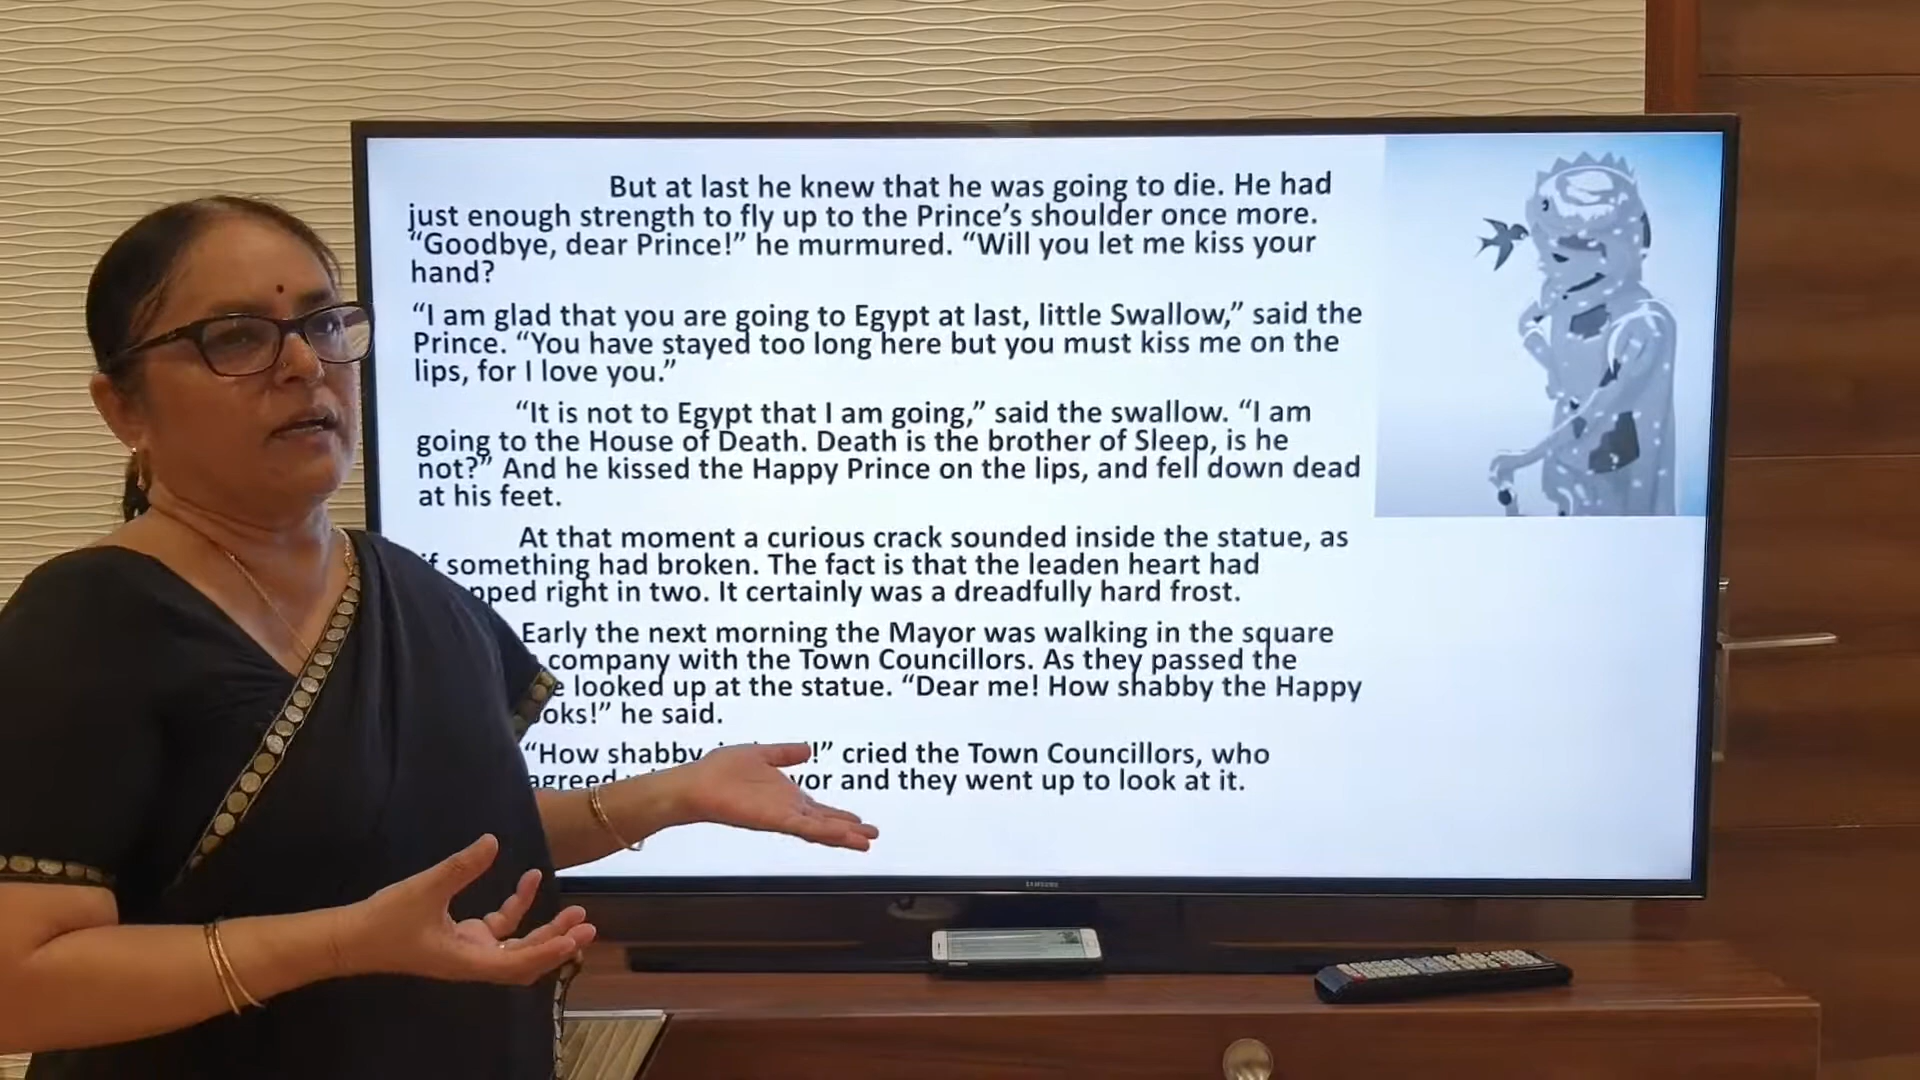 But at last he knew that he was going to die. He had
just enough strength to fly up to the Prince's shoulder once more.
“Goodbye, dear Prince!” he murmured. “Will you let me kiss your
hand?
“I am glad that you are going to Egypt at last, little Swallow,” said the
Prince. “You have stayed too long here but you must kiss me on the
lips, for I love you.”
“It is not to Egypt that I am going,” said the swallow. “I am
going to the House of Death. Death is the brother of Sleep, is he
not?” And he kissed the Happy Prince on the lips, and fell down dead
at his feet.
At that moment a curious crack sounded inside the statue, as
something had broken. The fact is that the leaden heart had
right in two. It certainly was a dreadfully hard frost.
Early the next morning the Mayor was walking in the square
company with the Town Councillors. As they passed the
looked up at the statue. “Dear me! How shabby the Happy
he said.
“How shabby cried the Town Councillors, who
agreed and they went up to look at it.
SAMSUNG